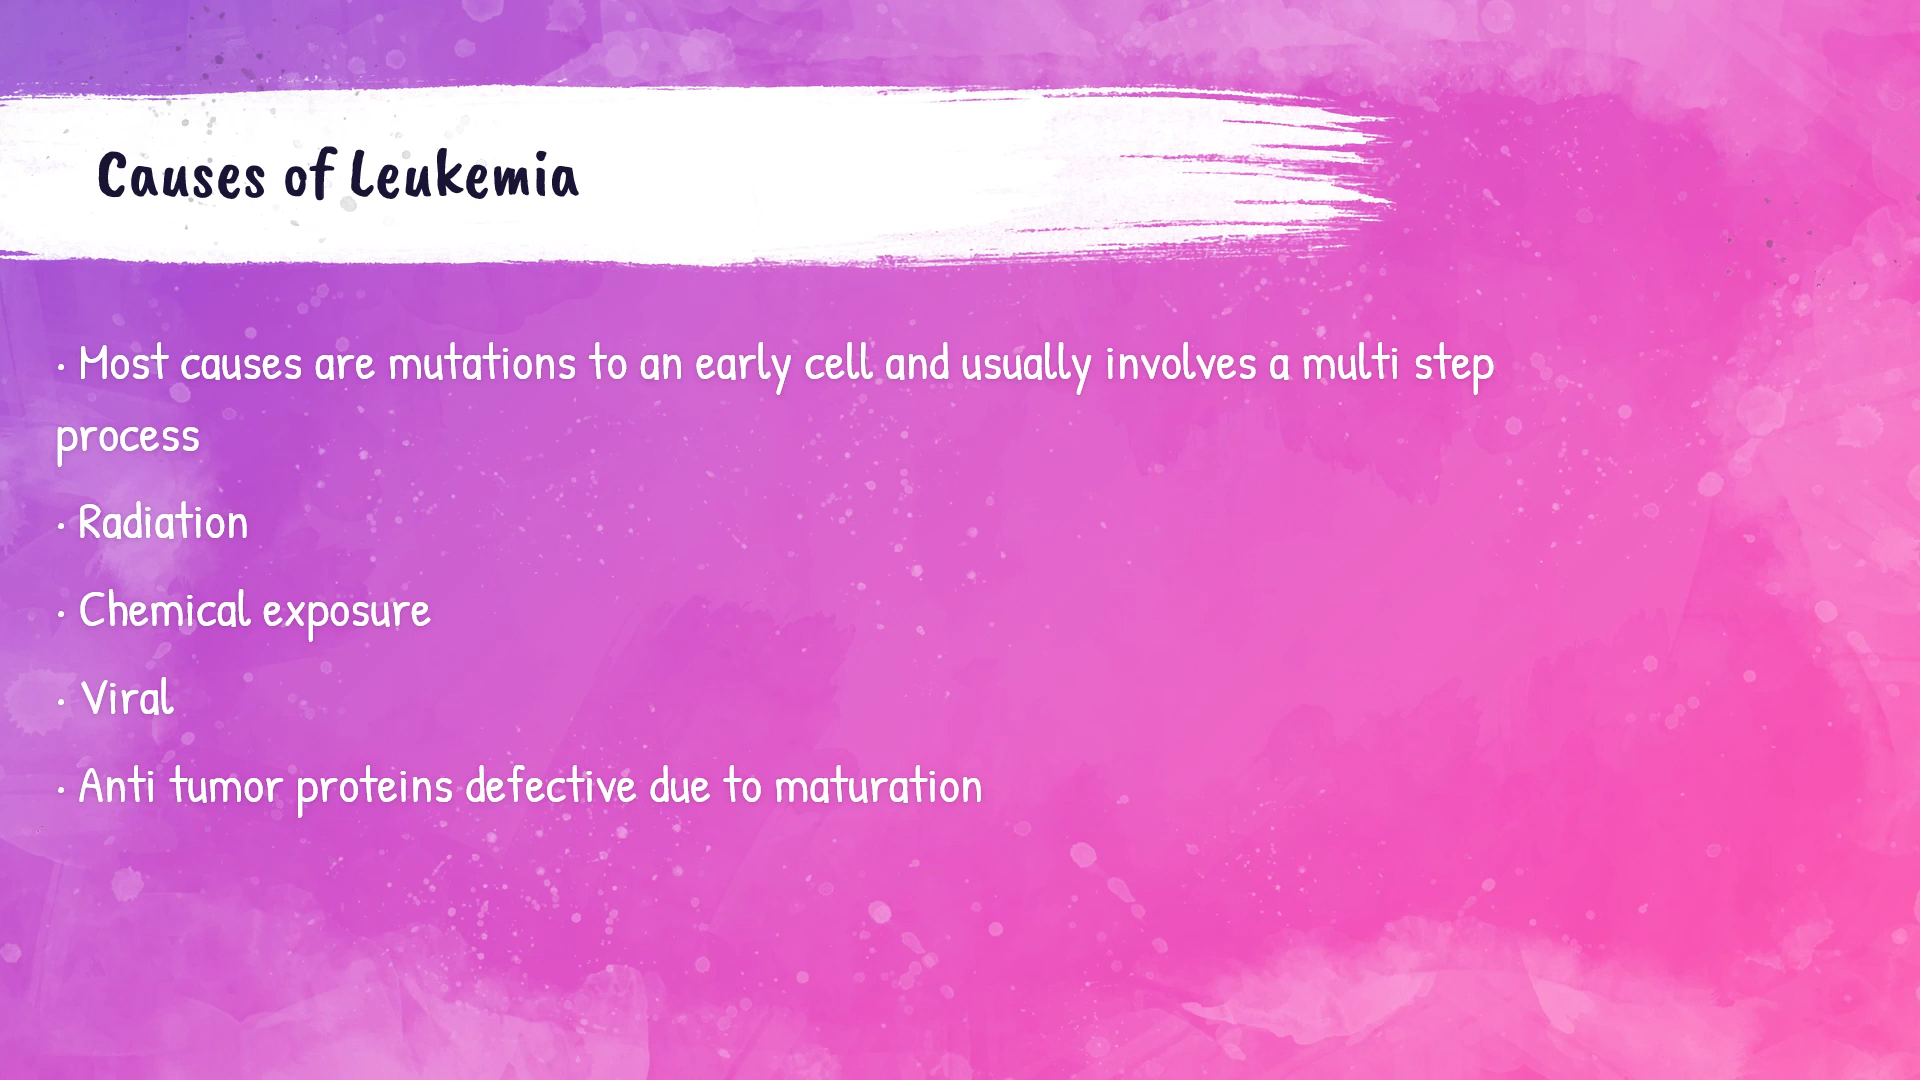 Causes of Leukemia
· Most causes are mutations to an early cell and usually involves a multi step
process
· Radiation
· Chemical exposure
· Viral
· Anti tumor proteins defective due to maturation